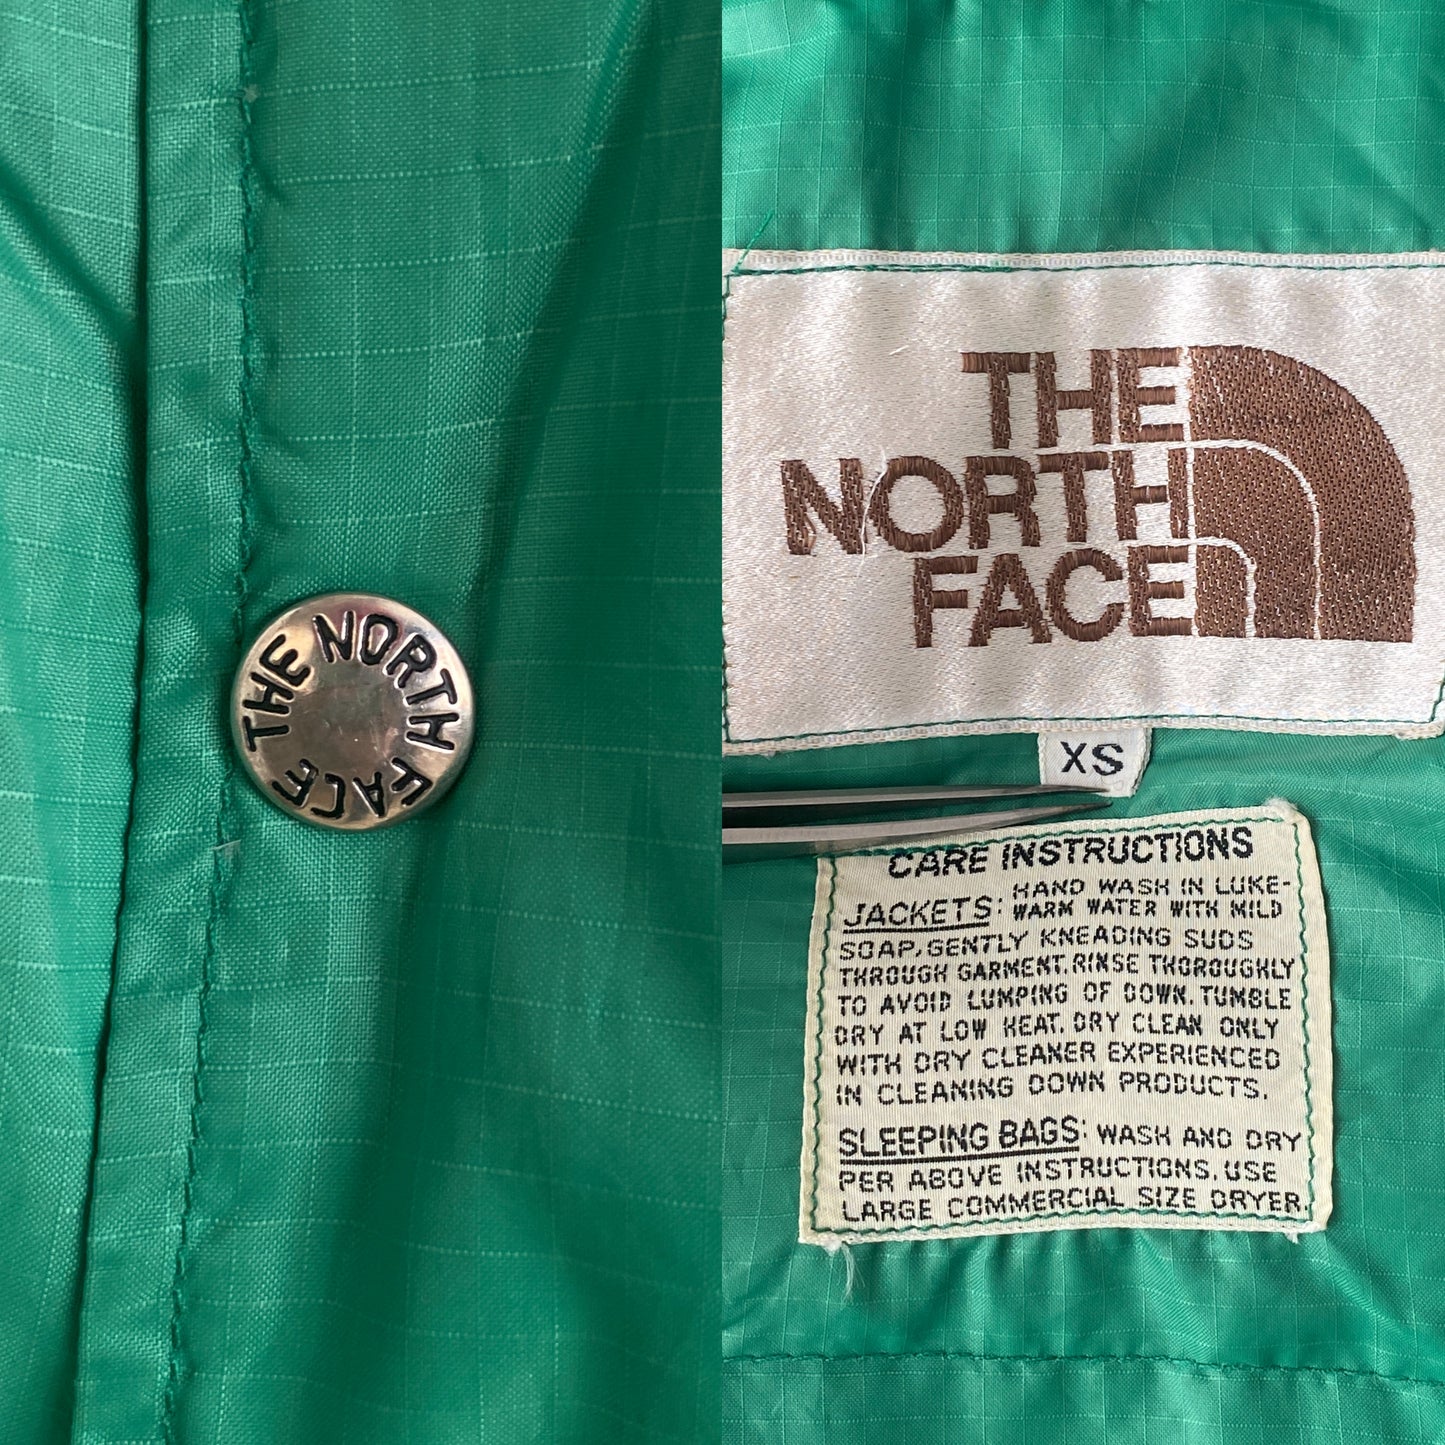 THE NORTH FACE
THE
NORTH
FACE
XS
CARE INSTRUCTIONS
JACKETS: HAND WASH IN LUKE-
WARM WATER WITH MILD
SOAP, GENTLY KNEADING SUDS
THROUGH GARMENT. RINSE THOROUGHLY
TO AVOID LUMPING OF DOWN. TUMBLE
DRY AT LOW HEAT. DRY CLEAN ONLY
WITH DRY CLEANER EXPERIENCED
IN CLEANING DOWN PRODUCTS.
SLEEPING BAGS: WASH AND DRY
PER ABOVE INSTRUCTIONS. USE
LARGE COMMERCIAL SIZE DRYER.